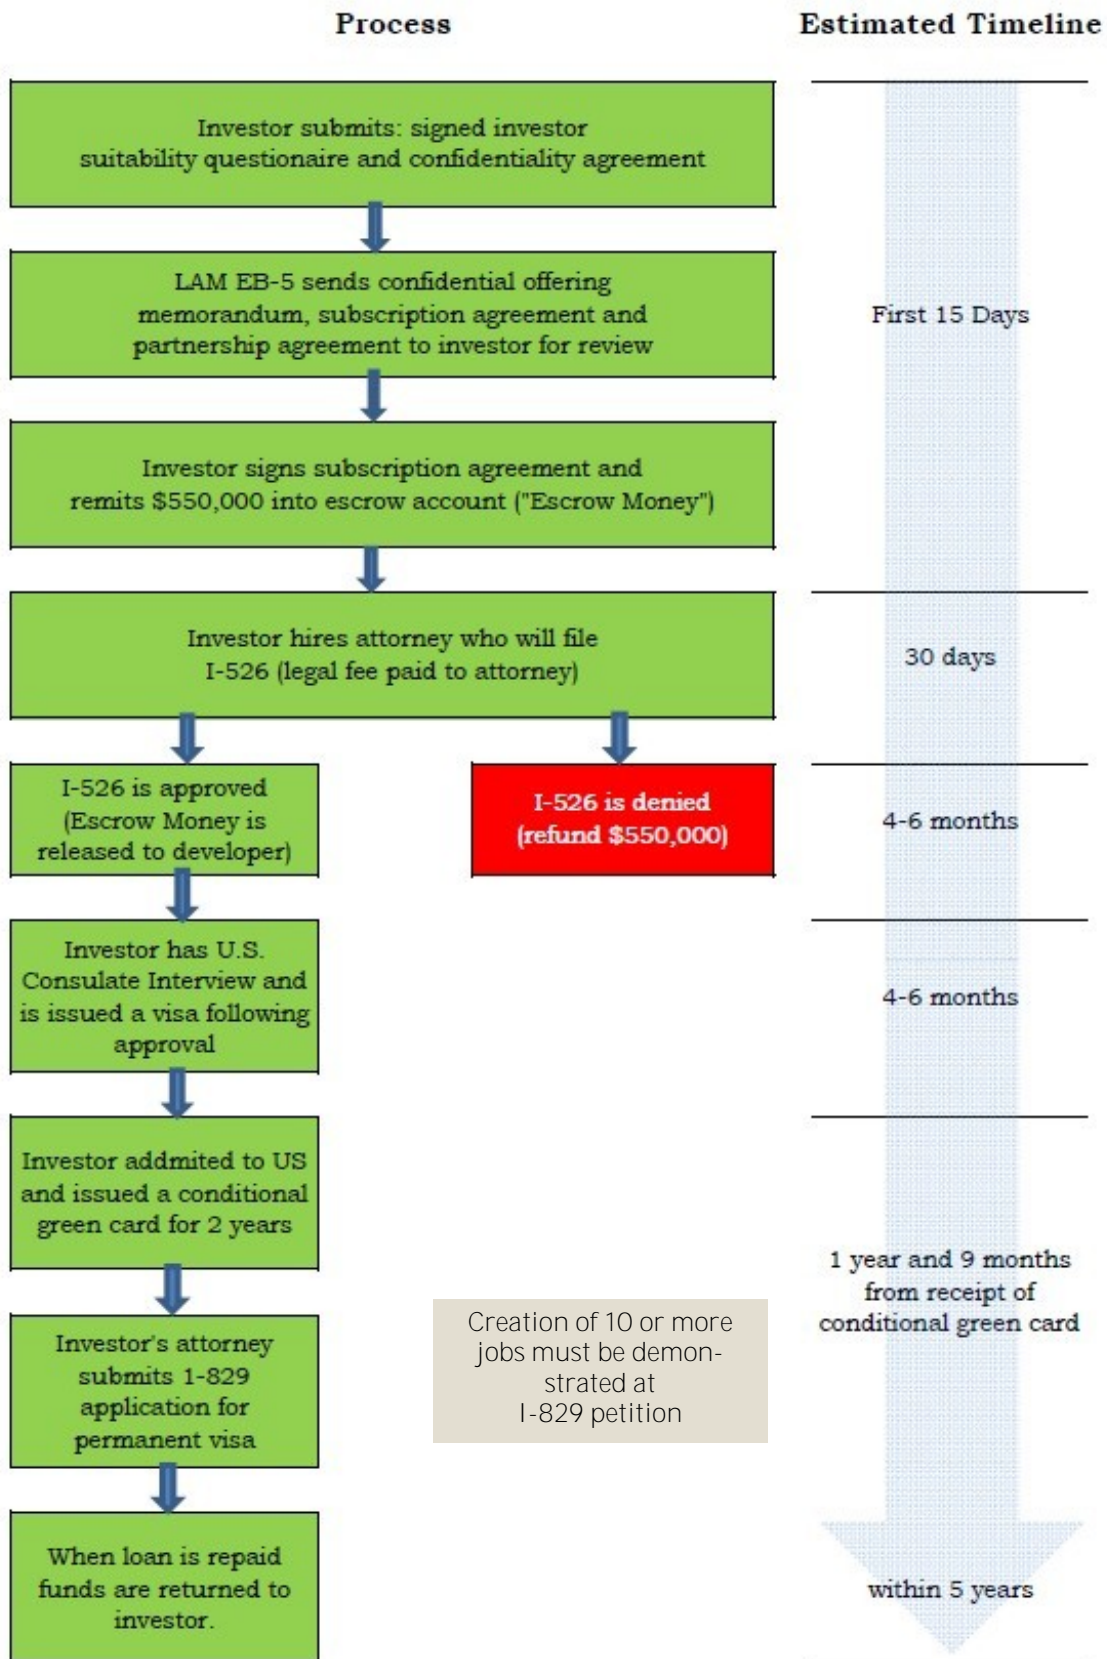 Process
Estimated Timeline
Investor submits: signed investor
suitability questionaire and confidentiality agreement
LAM EB-5 sends confidential offering
memorandum, subscription agreement and
partnership agreement to investor for review
First 15 Days
Investor signs subscription agreement and
remits $550,000 into escrow account ("Escrow Money")
Investor hires attorney who will file
I-526 (legal fee paid to attorney)
30 days
I-526 is approved
(Escrow Money is
released to developer)
I-526 is denied
(refund $550,000)
4-6 months
Investor has U.S.
Consulate Interview and
is issued a visa following
approval
4-6 months
Investor addmited to US
and issued a conditional
green card for 2 years
1 year and 9 months
from receipt of
conditional green card
Investor's attorney
submits 1-829
application for
permanent visa
Creation of 10 or more
jobs must be demon-
strated at
I-829 petition
When loan is repaid
funds are returned to
investor.
within 5 years